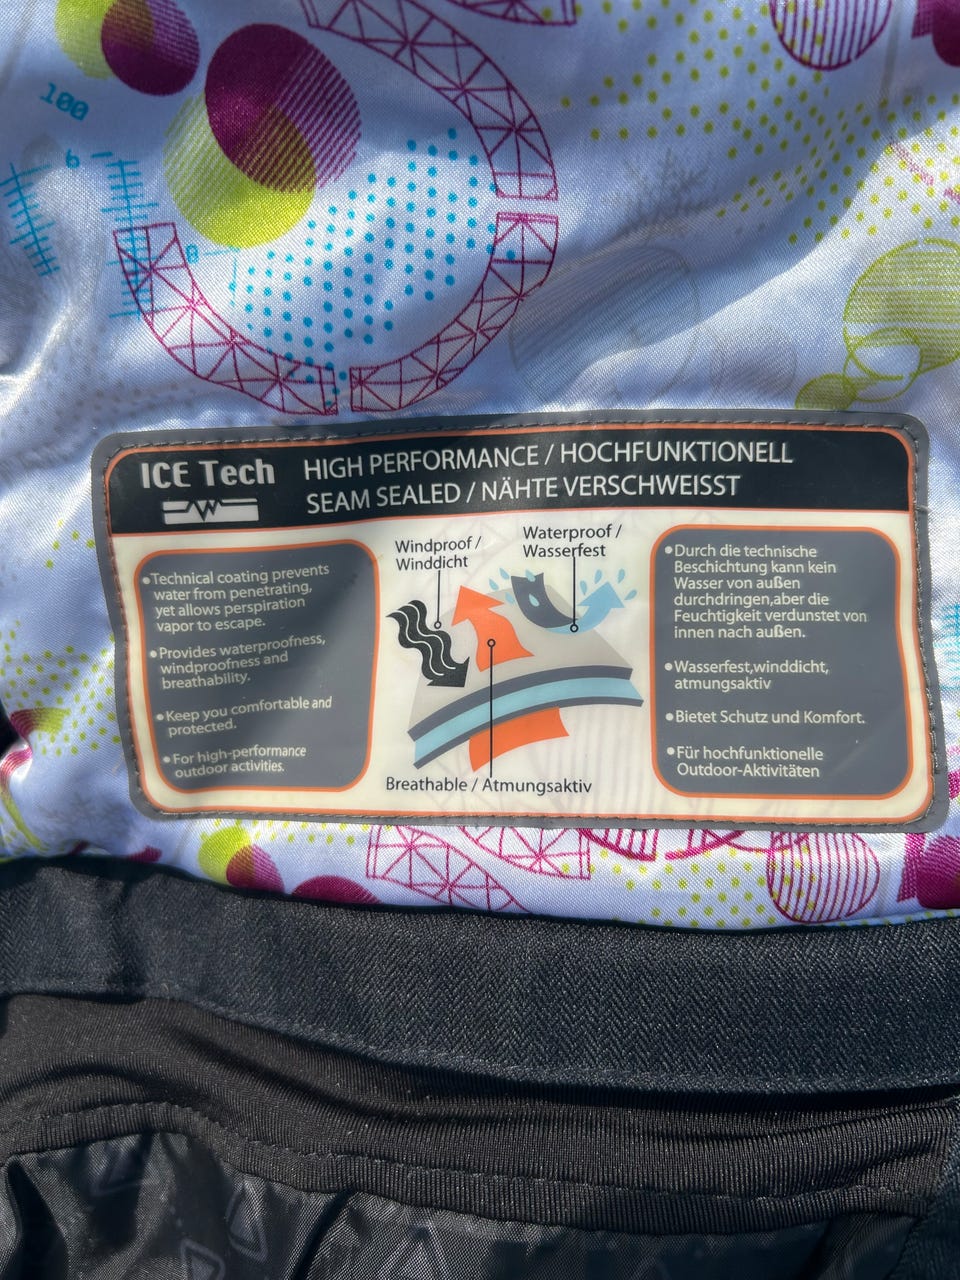 100
6
0
ICE Tech
HIGH PERFORMANCE / HOCHFUNKTIONELL
SEAM SEALED / NÄHTE VERSCHWEISST
•Technical coating prevents
water from penetrating,
yet allows perspiration
vapor to escape.
•Provides waterproofness,
windproofness and
breathability.
•Keep you comfortable and
protected.
•For high-performance
outdoor activities.
Windproof /
Winddicht
Waterproof /
Wasserfest
Breathable / Atmungsaktiv
•Durch die technische
Beschichtung kann kein
Wasser von außen
durchdringen,aber die
Feuchtigkeit verdunstet von
innen nach außen.
•Wasserfest,winddicht,
atmungsaktiv
•Bietet Schutz und Komfort.
•Für hochfunktionelle
Outdoor-Aktivitäten